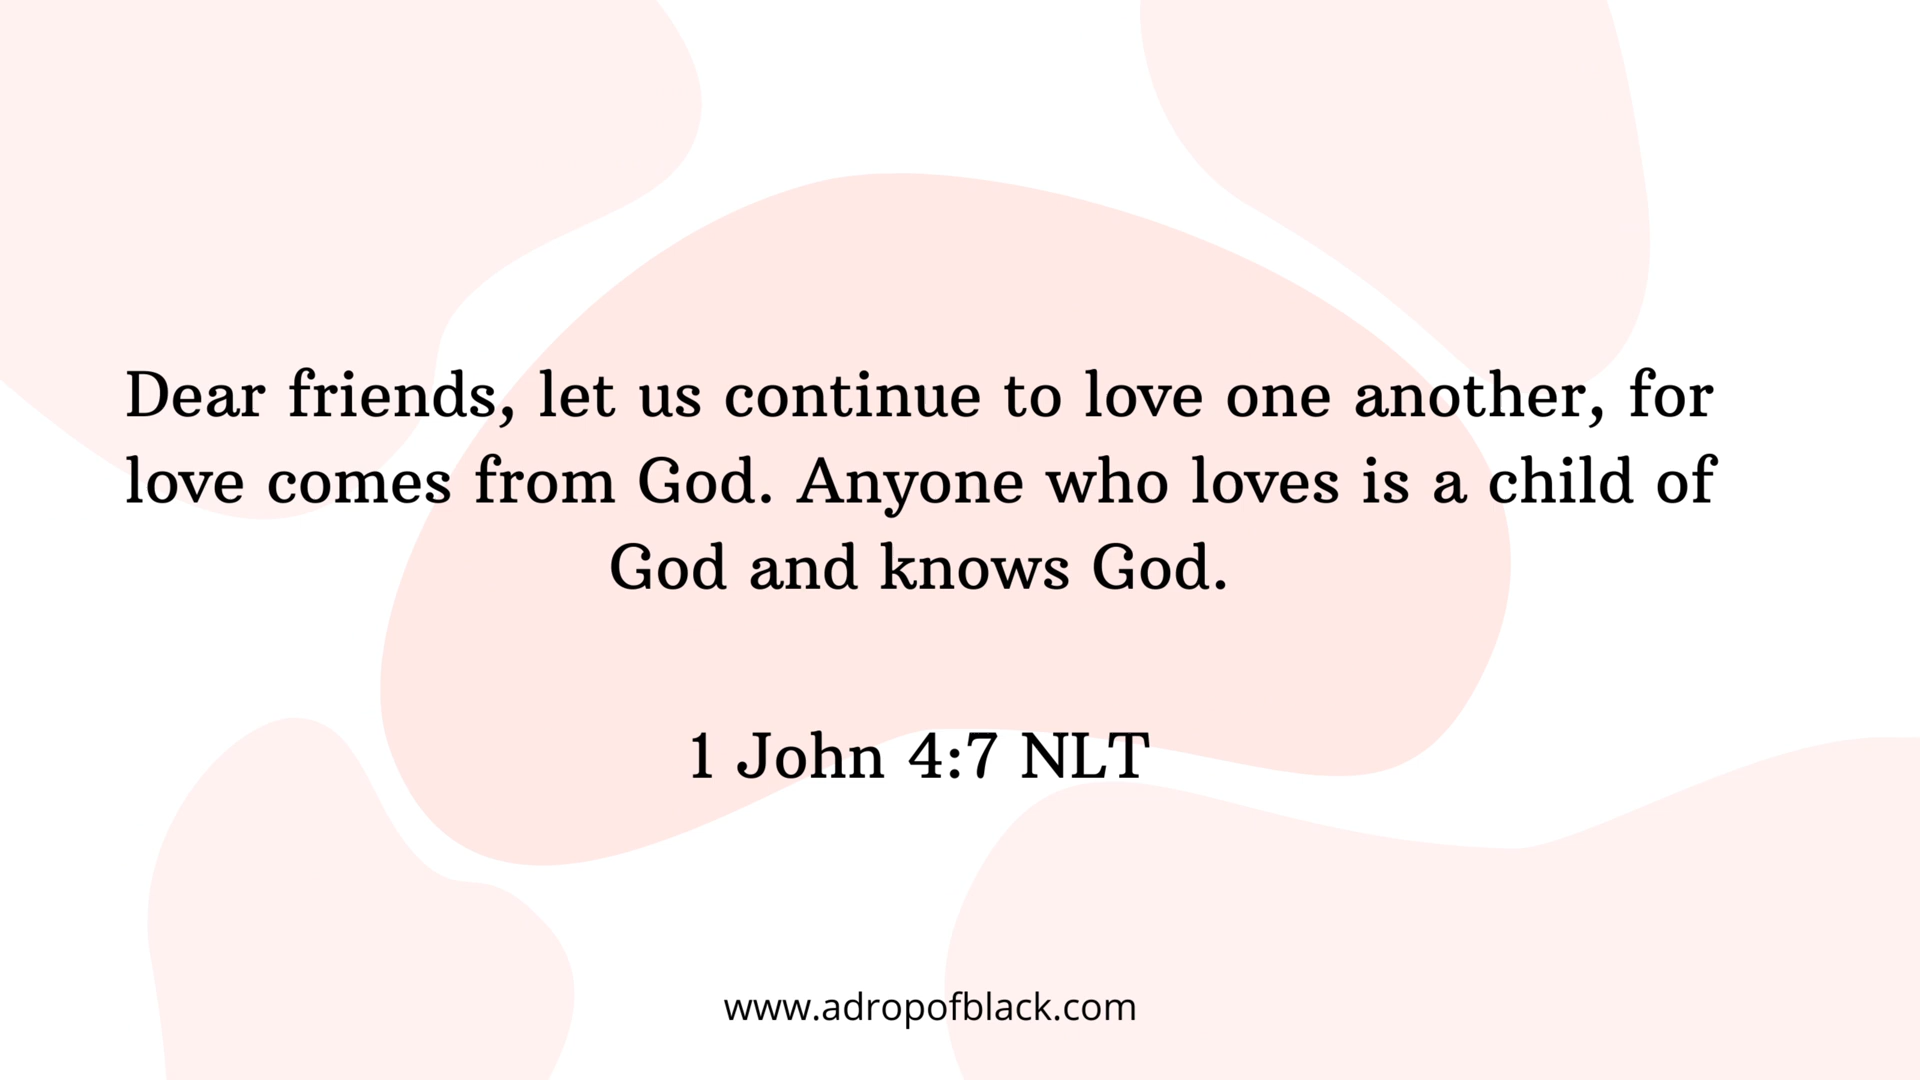 Dear friends, let us continue to love one another, for
love comes from God. Anyone who loves is a child of
God and knows God.
1 John 4:7 NLT
www.adropofblack.com